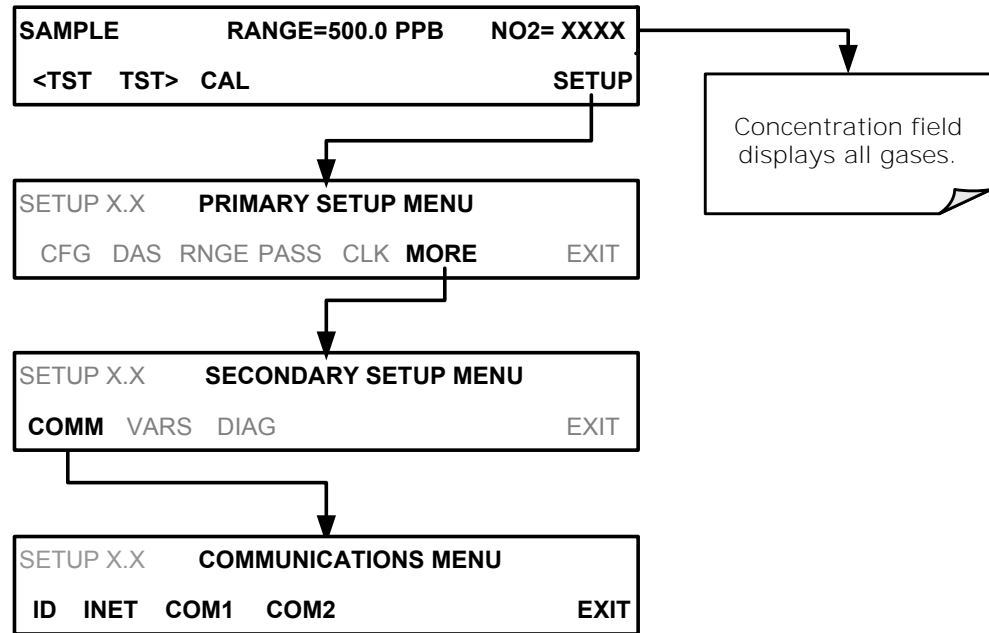 SAMPLE RANGE=500.0 PPB NO2= XXXX
<TST TST> CAL SETUP
Concentration field
displays all gases.
SETUP X.X PRIMARY SETUP MENU
CFG DAS RNGE PASS CLK MORE EXIT
SETUP X.X SECONDARY SETUP MENU
COMM VARS DIAG EXIT
SETUP X.X COMMUNICATIONS MENU
ID INET COM1 COM2 EXIT